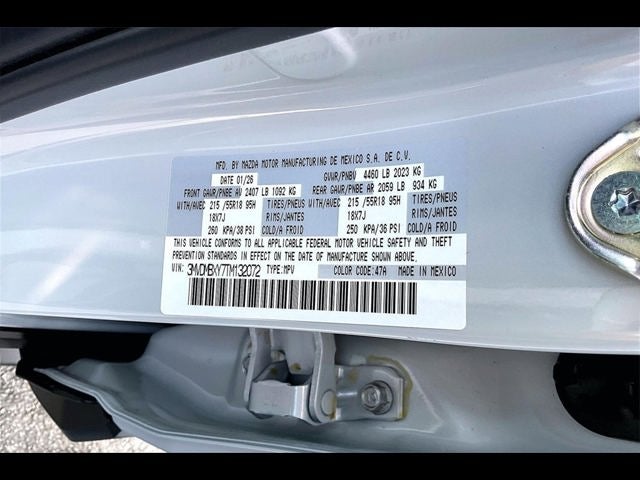 MFD. BY MAZDA MOTOR MANUFACTURING DE MEXICO S.A. DE C.V.
DATE 01/26 GVWR/PNBV 4460 LB 2023 KG
FRONT GAWR/PNBE AV 2407 LB 1092 KG REAR GAWR/PNBE AR 2059 LB 934 KG
WITH/AVEC 215 /55R18 95H TIRES/PNEUS WITH/AVEC 215 /55R18 95H TIRES/PNEUS
18X7J RIMS/JANTES 18X7J RIMS/JANTES
260 KPA/38 PSI COLD/A FROID 250 KPA/36 PSI COLD/A FROID
THIS VEHICLE CONFORMS TO ALL APPLICABLE FEDERAL MOTOR VEHICLE SAFETY AND THEFT
PREVENTION STANDARDS IN EFFECT ON THE DATE OF MANUFACTURE SHOWN ABOVE.
VIN: TYPE:MPV COLOR CODE:47A MADE IN MEXICO